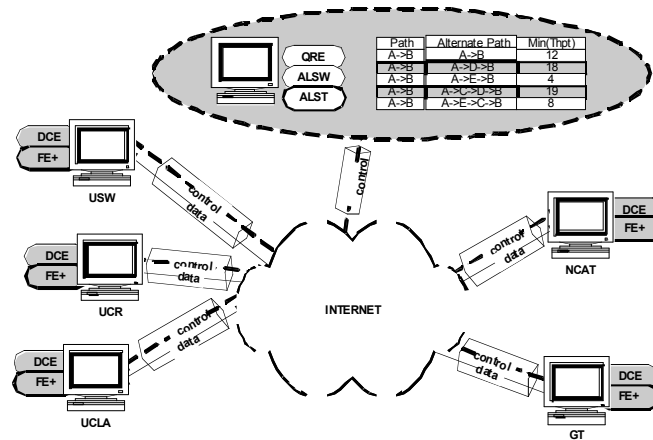 QRE
ALSW
ALST
Path Alternate Path Min(Thpt)
A->B A->B 12
A->B A->D->B 18
A->B A->E->B 4
A->B A->C->D->B 19
A->B A->E->C->B 8
control
DCE
FE+
USW
control
data
DCE
FE+
UCR
control
data
DCE
FE+
UCLA
control
data
INTERNET
DCE
FE+
NCAT
control
data
DCE
FE+
GT
control
data